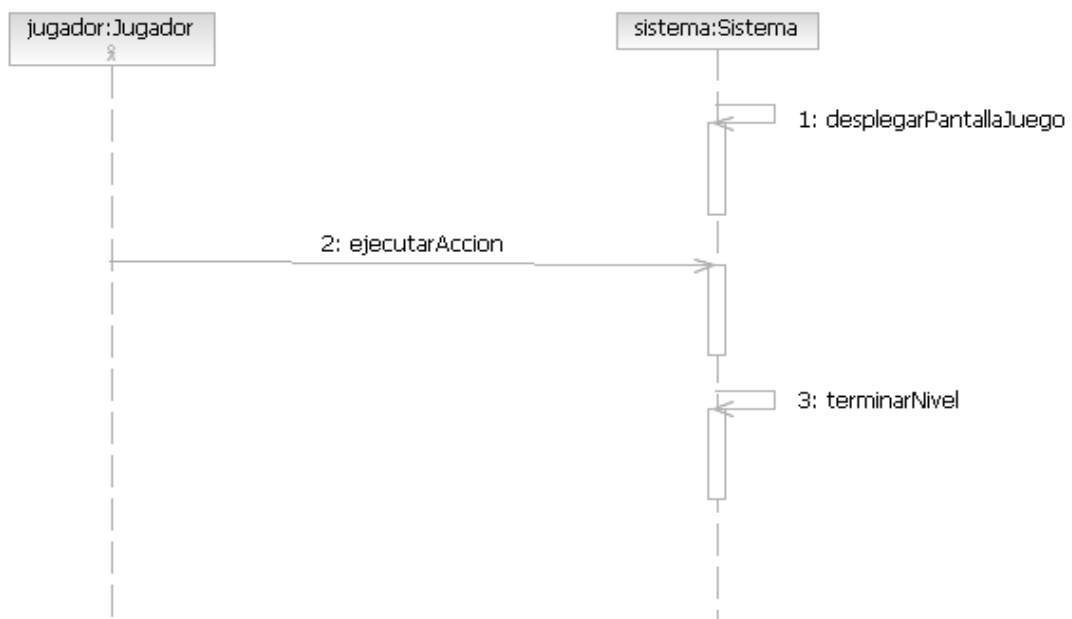 jugador:Jugador
sistema:Sistema
1: desplegarPantallaJuego
2: ejecutarAccion
3: terminarNivel